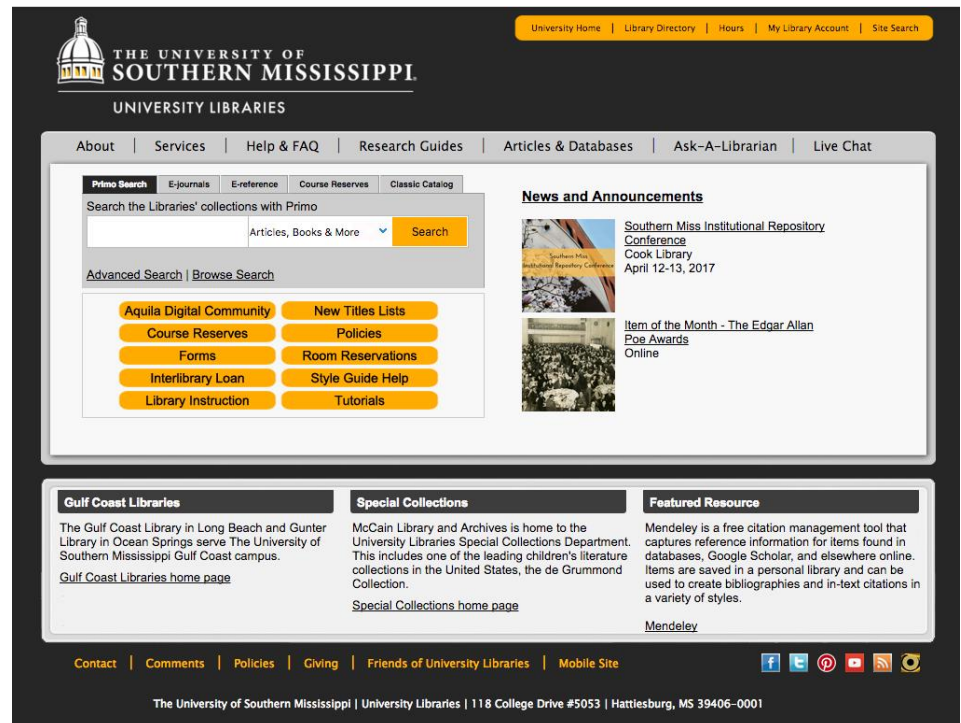 University Home | Library Directory | Hours | My Library Account | Site Search
THE UNIVERSITY OF
SOUTHERN MISSISSIPPI.
UNIVERSITY LIBRARIES
About | Services | Help & FAQ | Research Guides | Articles & Databases | Ask-A-Librarian | Live Chat
Primo Search E-journals E-reference Course Reserves Classic Catalog
Search the Libraries' collections with Primo
Articles, Books & More Search
Advanced Search | Browse Search
Aquila Digital Community New Titles Lists
Course Reserves Policies
Forms Room Reservations
Interlibrary Loan Style Guide Help
Library Instruction Tutorials
News and Announcements
Southern Miss
Institutional Repository Conference
Southern Miss Institutional Repository
Conference
Cook Library
April 12-13, 2017
Item of the Month - The Edgar Allan
Poe Awards
Online
Gulf Coast Libraries
The Gulf Coast Library in Long Beach and Gunter
Library in Ocean Springs serve The University of
Southern Mississippi Gulf Coast campus.
Gulf Coast Libraries home page
Special Collections
McCain Library and Archives is home to the
University Libraries Special Collections Department.
This includes one of the leading children's literature
collections in the United States, the de Grummond
Collection.
Special Collections home page
Featured Resource
Mendeley is a free citation management tool that
captures reference information for items found in
databases, Google Scholar, and elsewhere online.
Items are saved in a personal library and can be
used to create bibliographies and in-text citations in
a variety of styles.
Mendeley
Contact | Comments | Policies | Giving | Friends of University Libraries | Mobile Site
The University of Southern Mississippi | University Libraries | 118 College Drive #5053 | Hattiesburg, MS 39406-0001